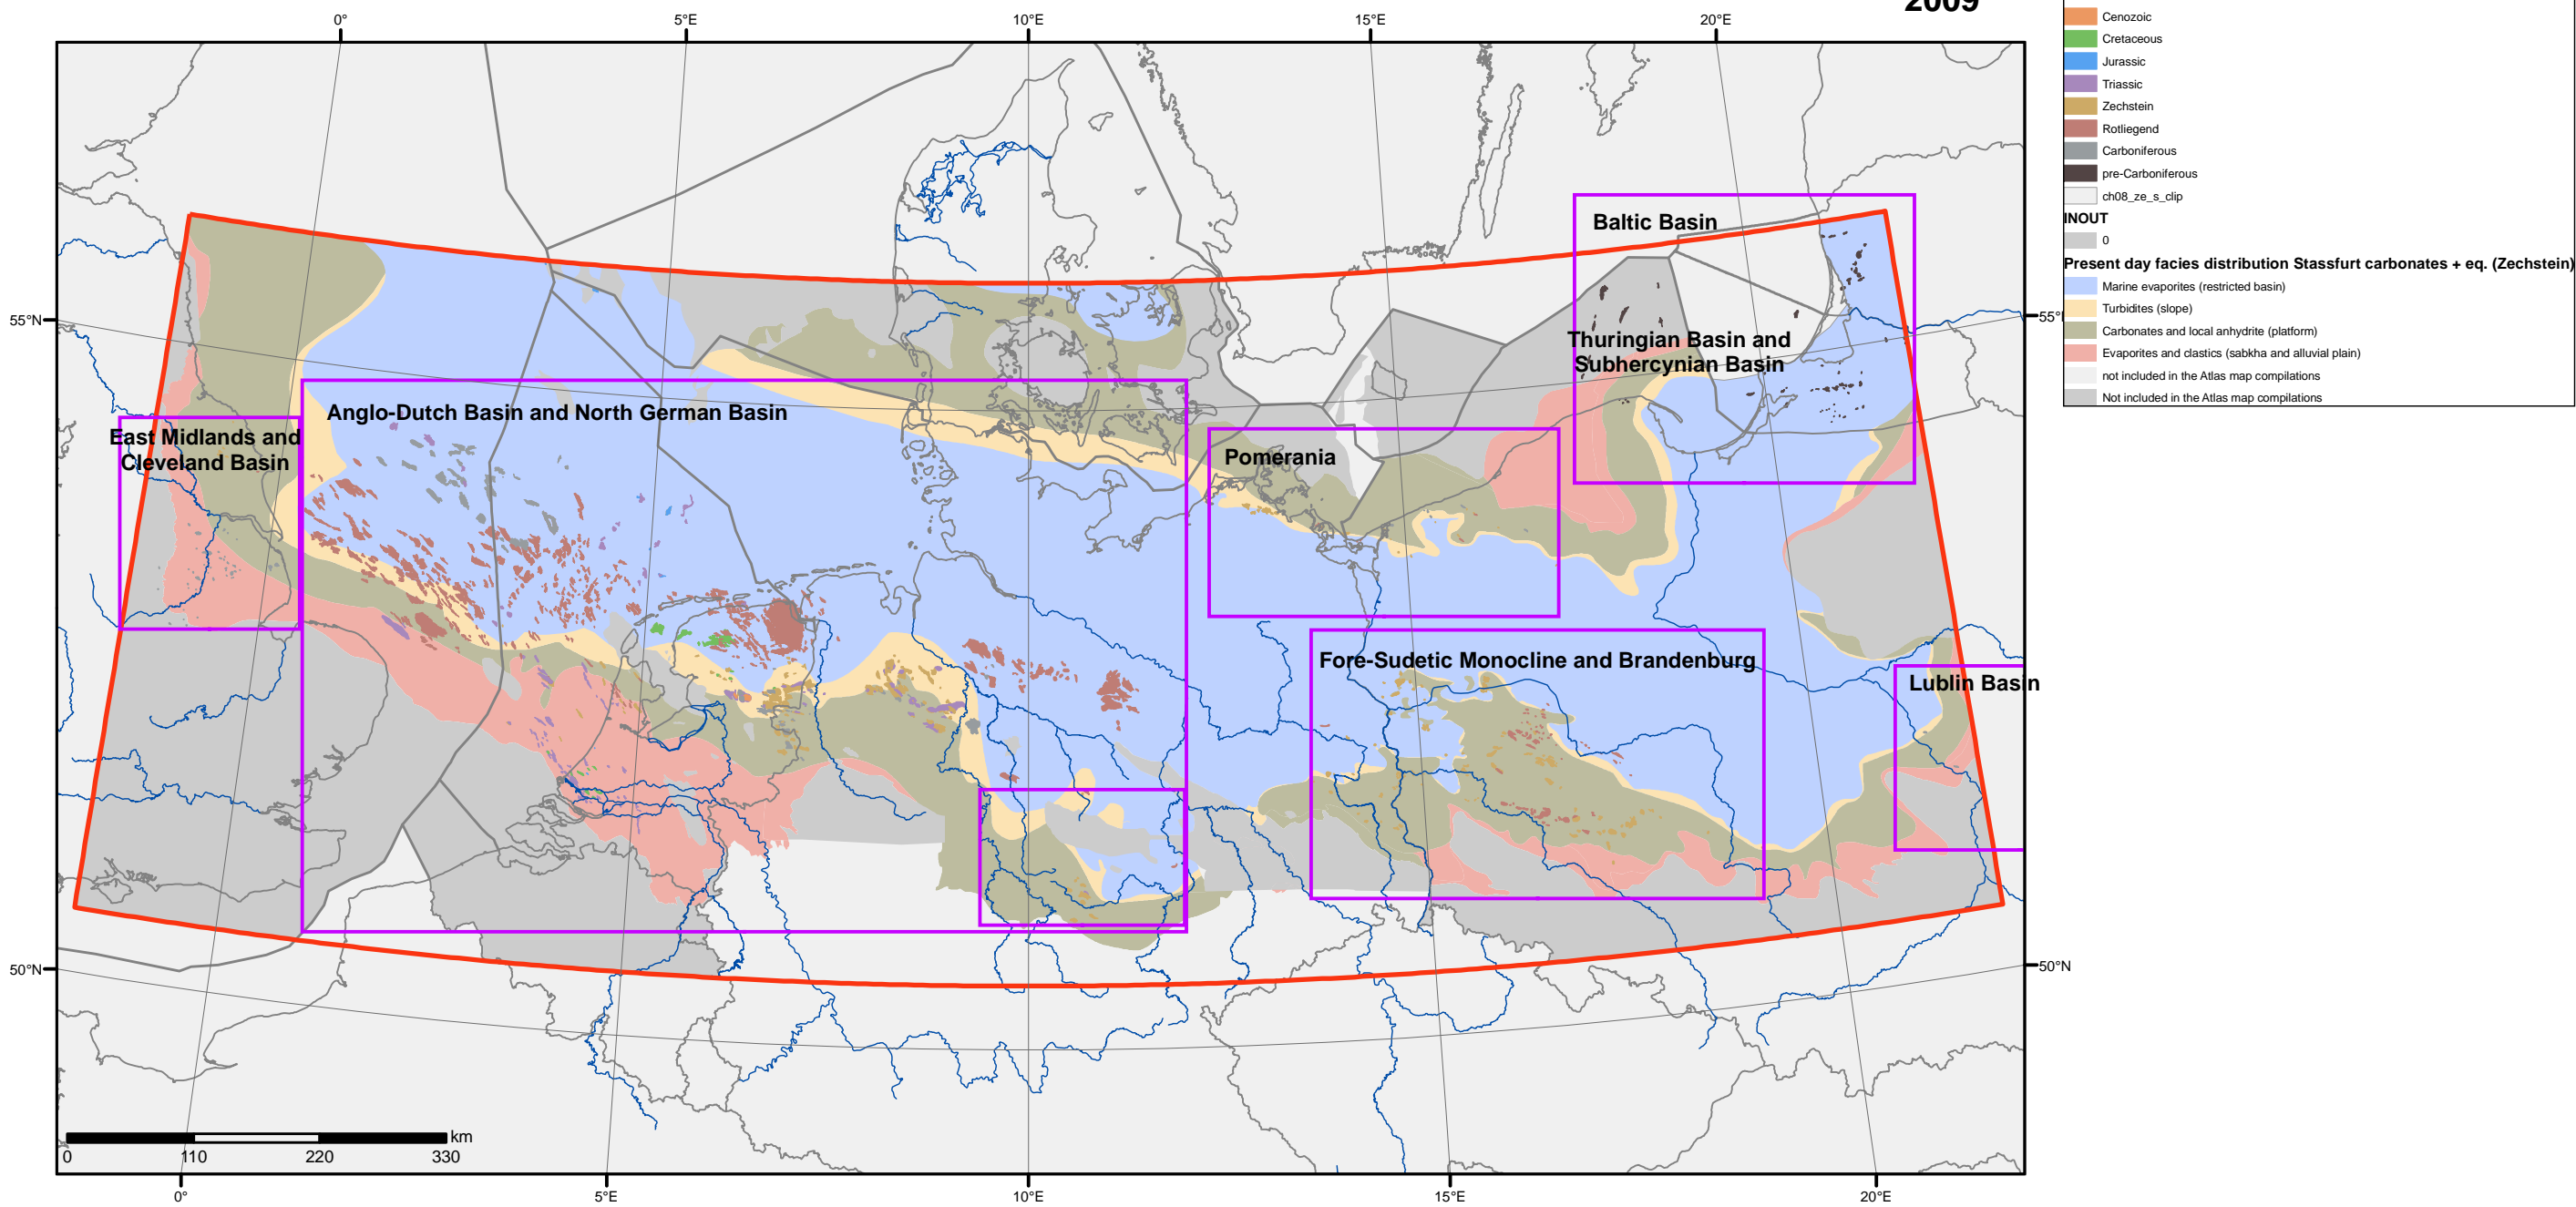 2009
0°
5°E
10°E
15°E
20°E
Cenozoic
Cretaceous
Jurassic
Triassic
Zechstein
Rotliegend
Carboniferous
pre-Carboniferous
ch08_ze_s_clip
INOUT
0
Present day facies distribution Stassfurt carbonates + eq. (Zechstein)
Marine evaporites (restricted basin)
Turbidites (slope)
Carbonates and local anhydrite (platform)
Evaporites and clastics (sabkha and alluvial plain)
not included in the Atlas map compilations
Not included in the Atlas map compilations
Baltic Basin
55°N
55°
Thuringian Basin and
Subhercynian Basin
Anglo-Dutch Basin and North German Basin
East Midlands and
Cleveland Basin
Pomerania
Fore-Sudetic Monocline and Brandenburg
Lublin Basin
50°N
50°N
km
0
110
220
330
0°
5°E
10°E
15°E
20°E